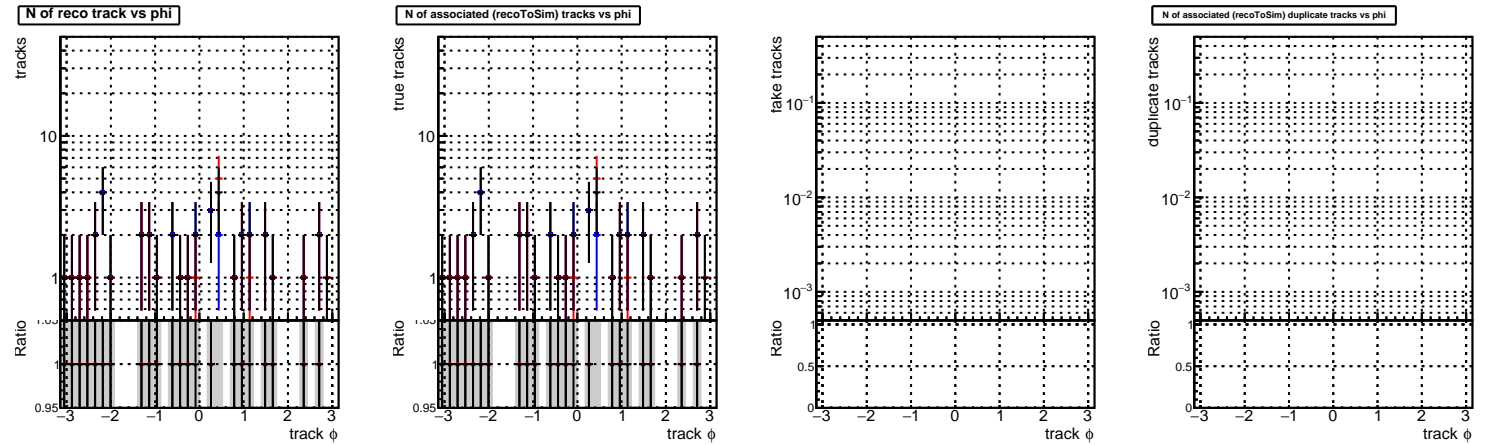 N of reco track vs phi
tracks
10
1
Ratio
1.05
1
0.95
−3 −2 −1 0 1 2 3
track ϕ
N of associated (recoToSim) tracks vs phi
true tracks
10
1
Ratio
1.05
1
0.95
−3 −2 −1 0 1 2 3
track ϕ
fake tracks
10−1
10−2
10−3
Ratio
1
0.5
0
−3 −2 −1 0 1 2 3
track ϕ
N of associated (recoToSim) duplicate tracks vs phi
duplicate tracks
10−1
10−2
10−3
Ratio
1
0.5
0
−3 −2 −1 0 1 2 3
track ϕ